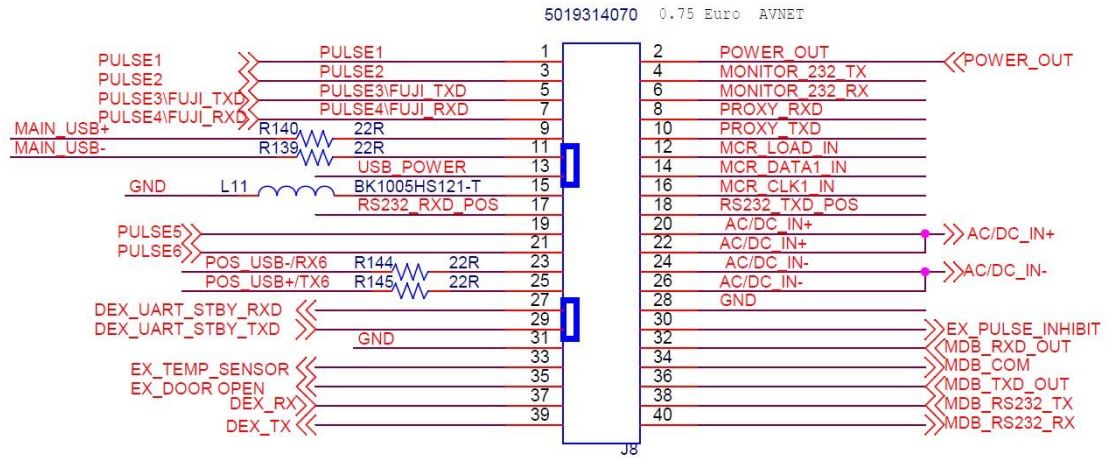 5019314070 0.75 Euro AVNET
PULSE1 PULSE1 1 2 POWER_OUT POWER_OUT
PULSE2 PULSE2 3 4 MONITOR_232_TX
PULSE3\FUJI_TXD PULSE3\FUJI_TXD 5 6 MONITOR_232_RX
PULSE4\FUJI_RXD PULSE4\FUJI_RXD 7 8 PROXY_RXD
MAIN_USB+ R140 22R 9 10 PROXY_TXD
MAIN_USB- R139 22R 11 12 MCR_LOAD_IN
USB_POWER 13 14 MCR_DATA1_IN
GND L11 BK1005HS121-T 15 16 MCR_CLK1_IN
RS232_RXD_POS 17 18 RS232_TXD_POS
PULSE5 19 20 AC/DC_IN+ AC/DC_IN+
PULSE6 21 22 AC/DC_IN+
POS_USB-/RX6 R144 22R 23 24 AC/DC_IN- AC/DC_IN-
POS_USB+/TX6 R145 22R 25 26 AC/DC_IN-
DEX_UART_STBY_RXD 27 28 GND
DEX_UART_STBY_TXD 29 30 EX_PULSE_INHIBIT
GND 31 32 MDB_RXD_OUT
EX_TEMP_SENSOR 33 34 MDB_COM
EX_DOOR OPEN 35 36 MDB_TXD_OUT
DEX_RX 37 38 MDB_RS232_TX
DEX_TX 39 40 MDB_RS232_RX
J8